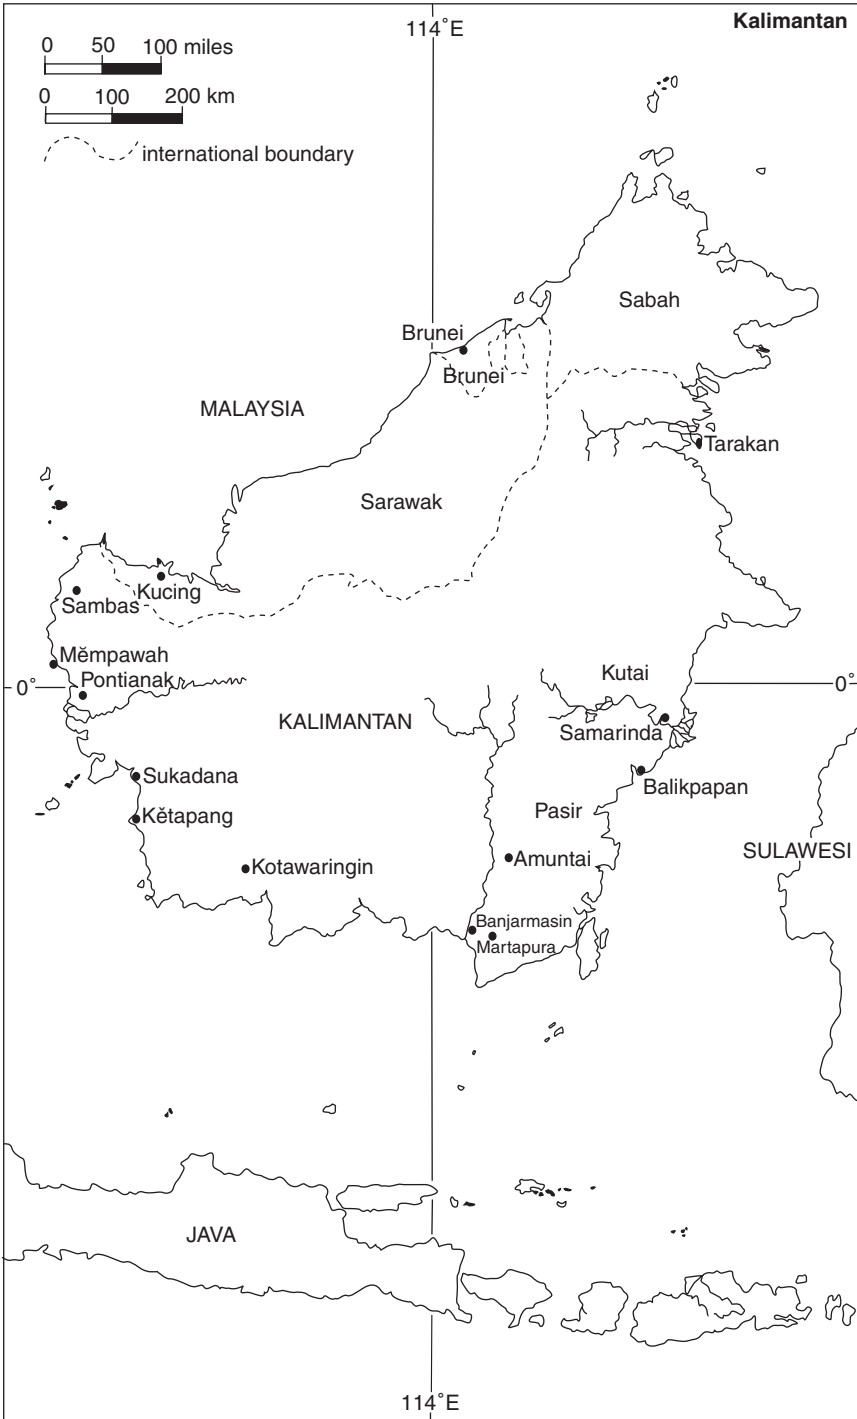 Kalimantan
114˚E
0 50 100 miles
0 100 200 km
international boundary
Sabah
Brunei
Brunei
MALAYSIA
Tarakan
Sarawak
Kucing
Sambas
Mĕmpawah
Kutai
Pontianak
0˚
0˚
KALIMANTAN
Samarinda
Sukadana
Balikpapan
Kĕtapang
Pasir
SULAWESI
Amuntai
Kotawaringin
Banjarmasin
Martapura
JAVA
114˚E